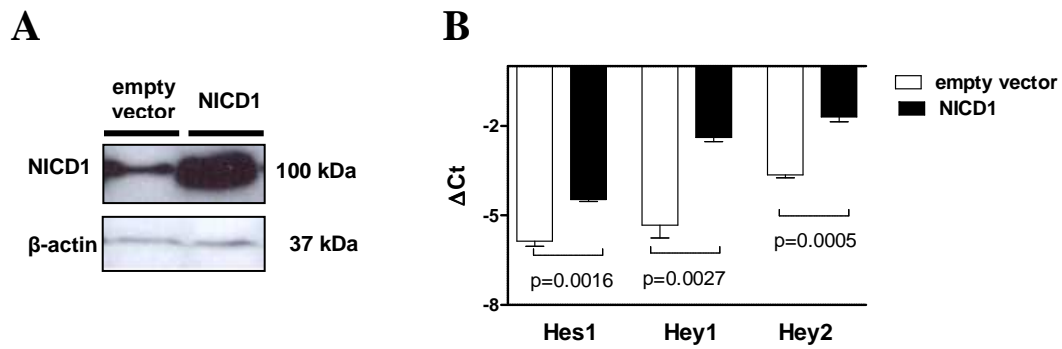 A
empty
vector
NICD1
NICD1
100 kDa
β-actin
37 kDa
B
ΔCt
-2
-5
-8
p=0.0016
p=0.0027
p=0.0005
Hes1
Hey1
Hey2
empty vector
NICD1